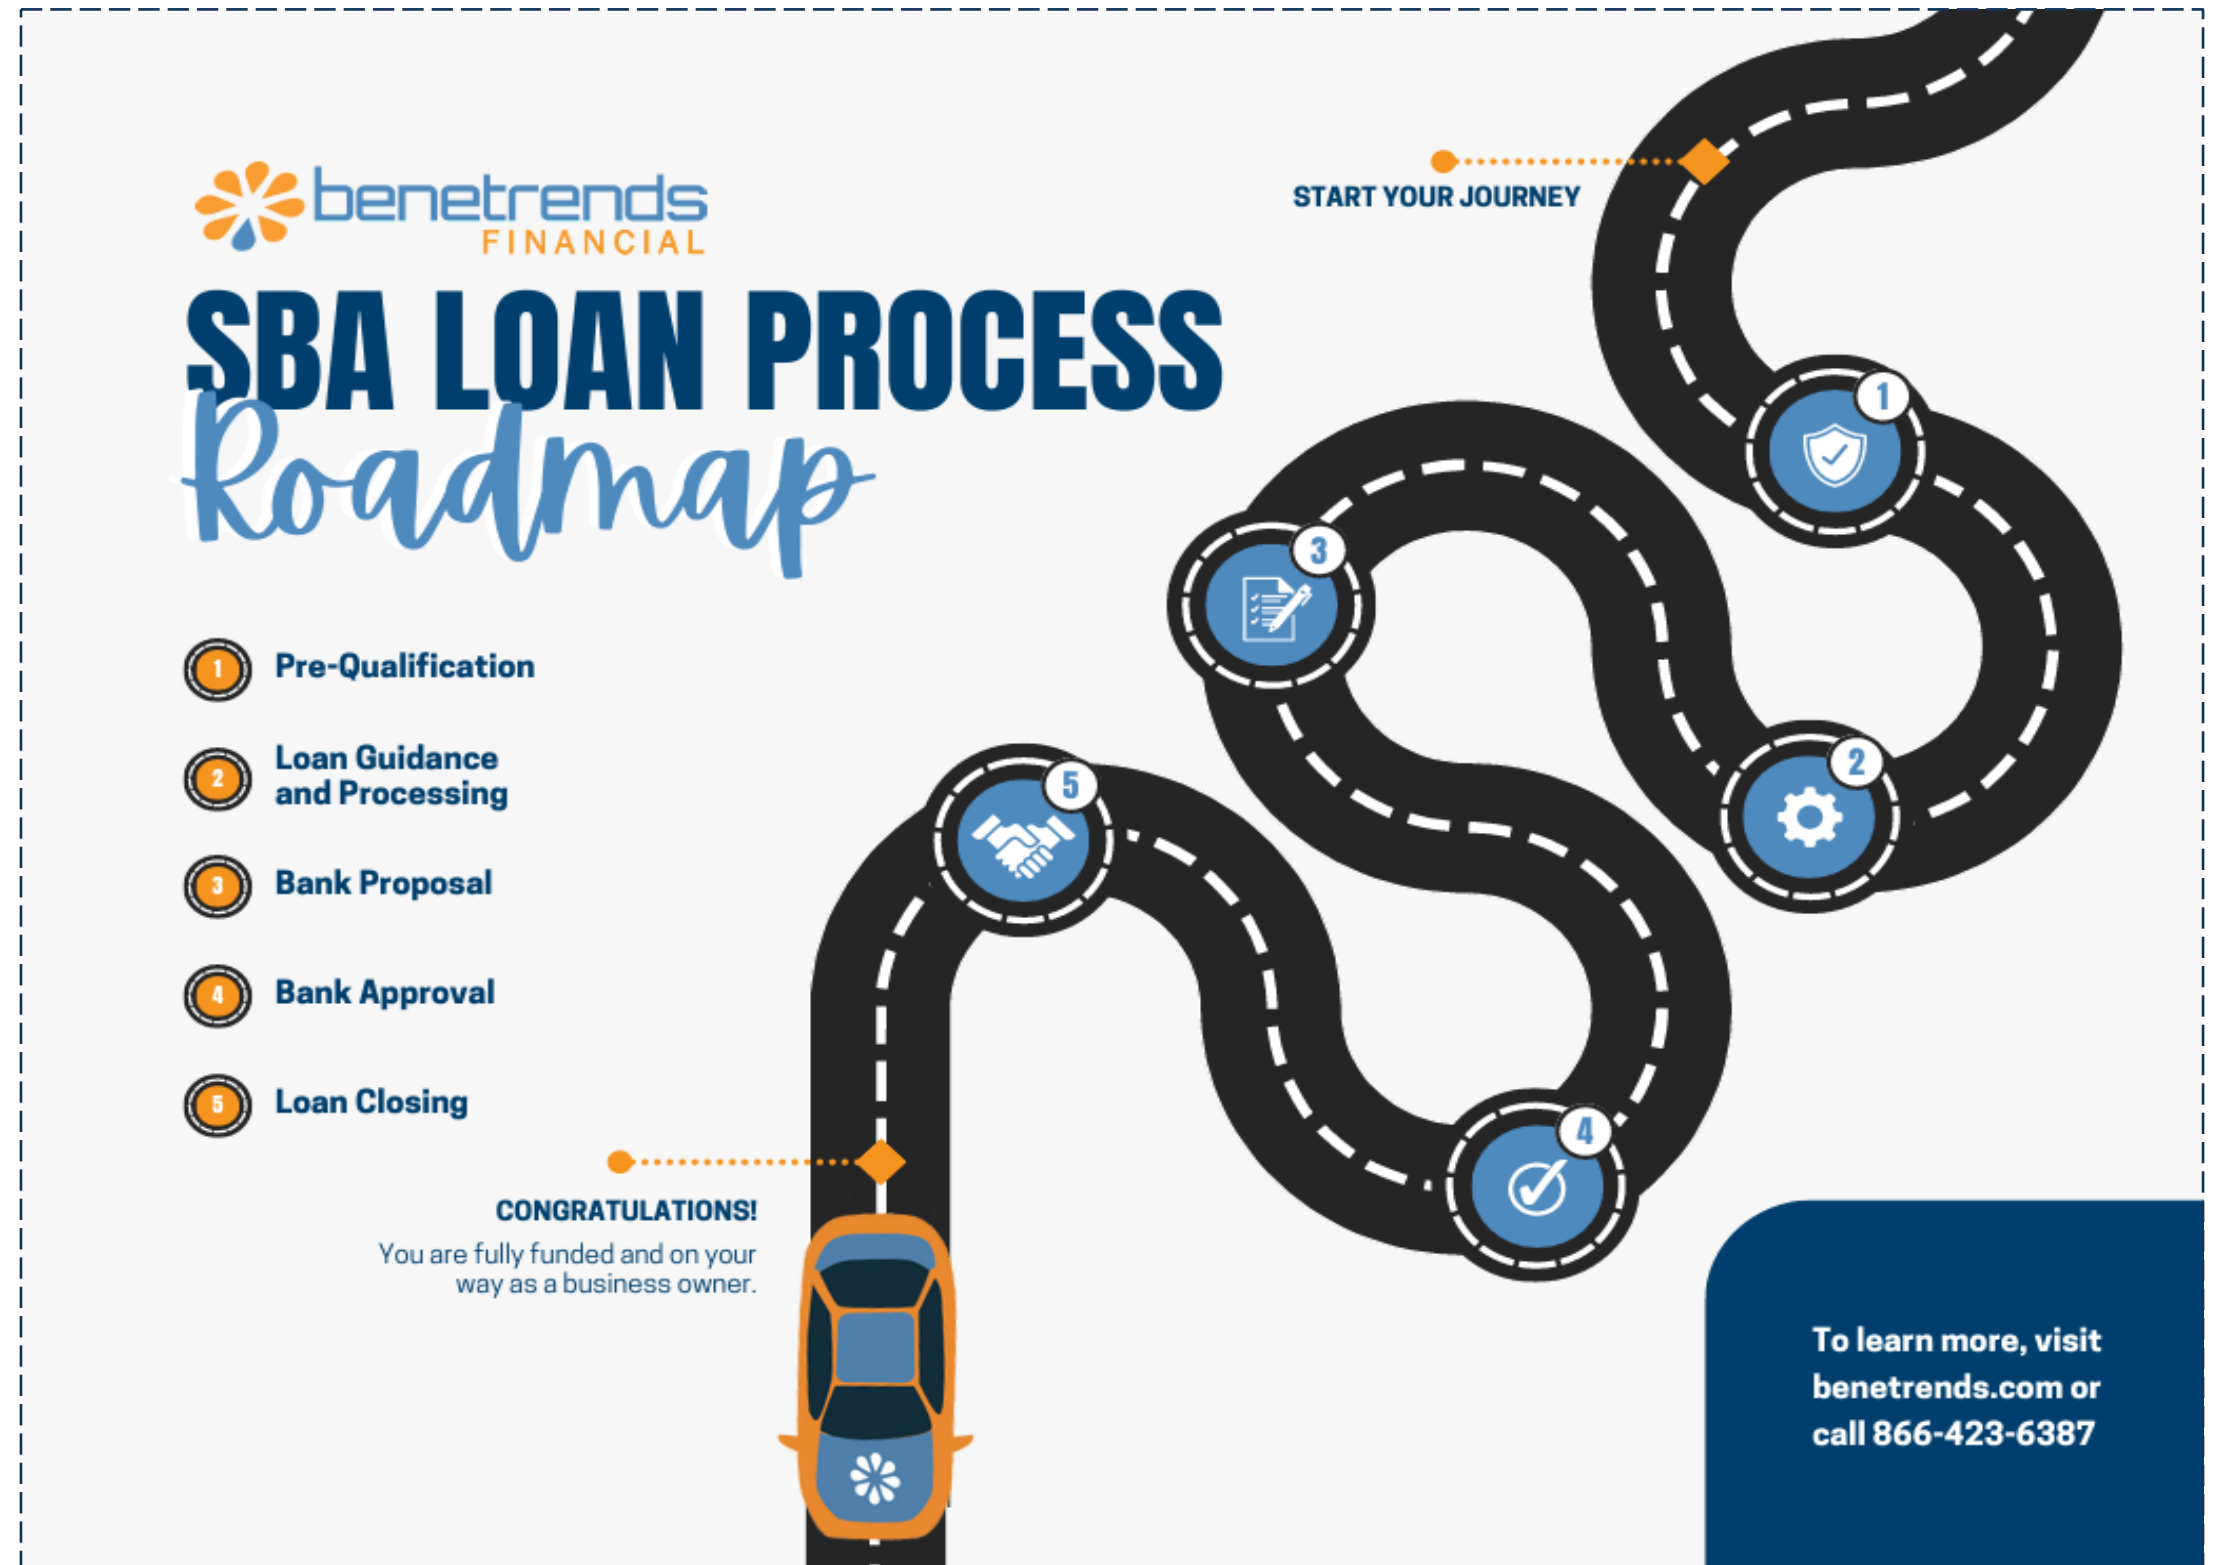 benetrends
FINANCIAL
SBA LOAN PROCESS
Roadmap
START YOUR JOURNEY
1
2
3
4
5
1 Pre-Qualification
2 Loan Guidance
and Processing
3 Bank Proposal
4 Bank Approval
5 Loan Closing
CONGRATULATIONS!
You are fully funded and on your
way as a business owner.
To learn more, visit
benetrends.com or
call 866-423-6387